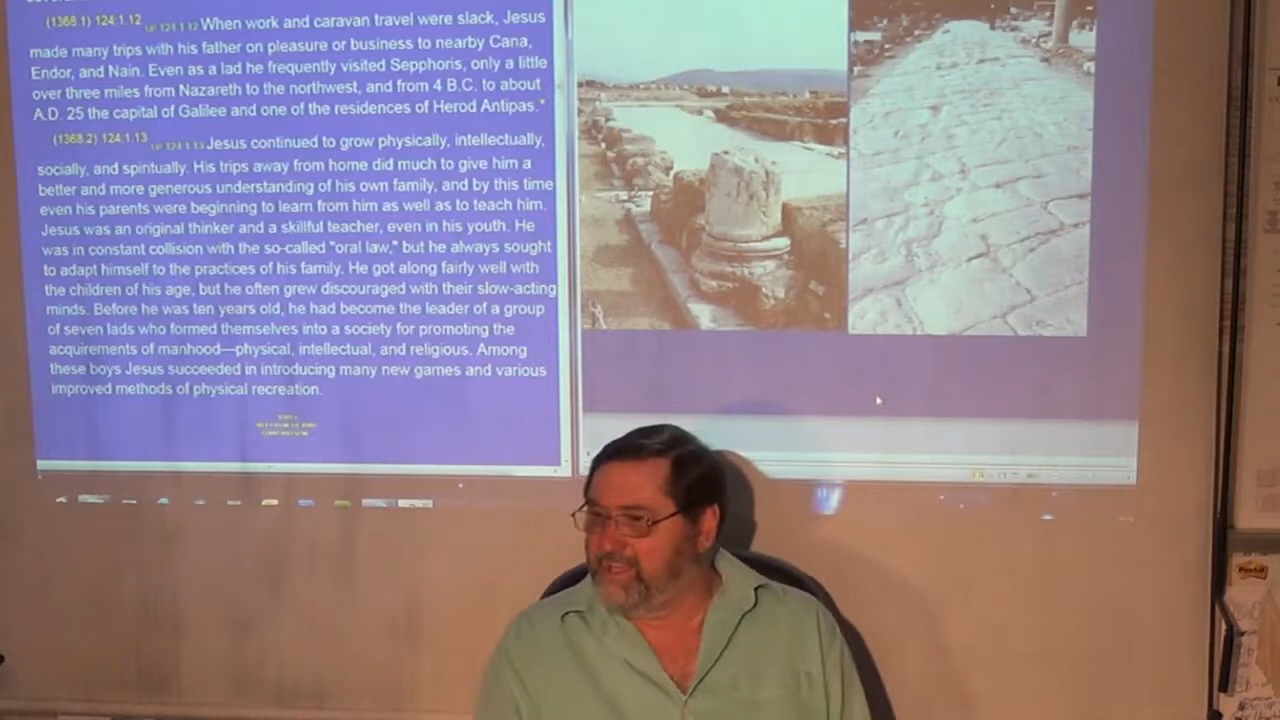 (1368.1) 124:1.12 LP 124:1.12 When work and caravan travel were slack, Jesus
made many trips with his father on pleasure or business to nearby Cana,
Endor, and Nain. Even as a lad he frequently visited Sepphoris, only a little
over three miles from Nazareth to the northwest, and from 4 B.C. to about
A.D. 25 the capital of Galilee and one of the residences of Herod Antipas.*
(1368.2) 124:1.13 LP 124:1.13 Jesus continued to grow physically, intellectually,
socially, and spiritually. His trips away from home did much to give him a
better and more generous understanding of his own family, and by this time
even his parents were beginning to learn from him as well as to teach him.
Jesus was an original thinker and a skillful teacher, even in his youth. He
was in constant collision with the so-called "oral law," but he always sought
to adapt himself to the practices of his family. He got along fairly well with
the children of his age, but he often grew discouraged with their slow-acting
minds. Before he was ten years old, he had become the leader of a group
of seven lads who formed themselves into a society for promoting the
acquirements of manhood—physical, intellectual, and religious. Among
these boys Jesus succeeded in introducing many new games and various
improved methods of physical recreation.
Post-it